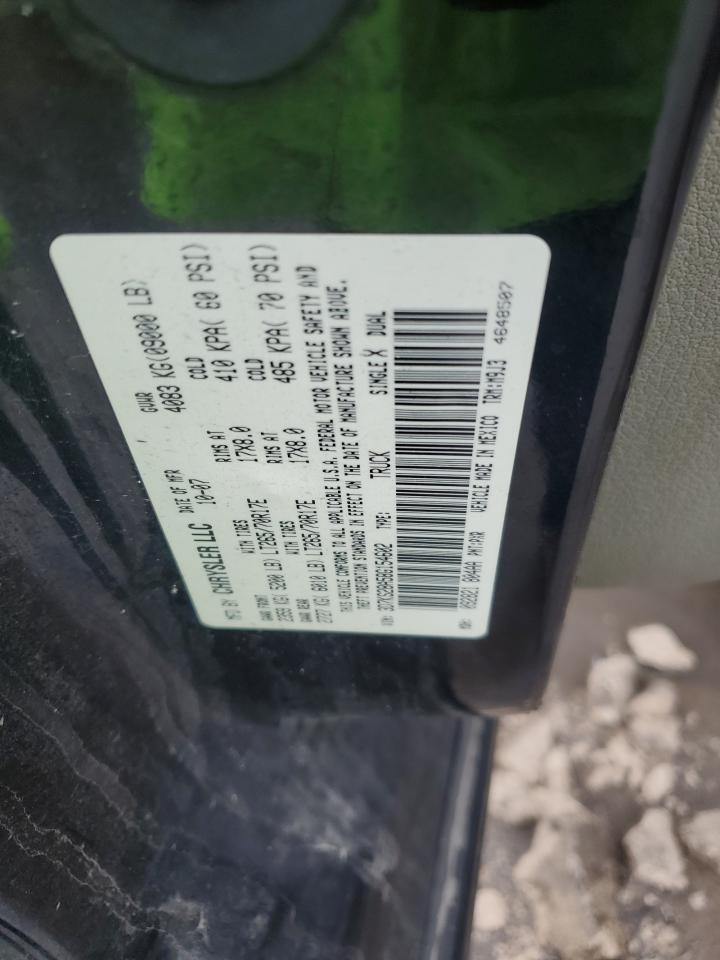 MFD BY CHRYSLER LLC DATE OF MFR GVWR
10-07 4083 KG(09000 LB)
GAWR FRONT WITH TIRES RIMS AT COLD
2359 KG( 5200 LB) LT265/70R17E 17X8.0 410 KPA( 60 PSI)
GAWR REAR WITH TIRES RIMS AT COLD
2727 KG( 6010 LB) LT265/70R17E 17X8.0 485 KPA( 70 PSI)
THIS VEHICLE CONFORMS TO ALL APPLICABLE U.S.A. FEDERAL MOTOR VEHICLE SAFETY AND
THEFT PREVENTION STANDARDS IN EFFECT ON THE DATE OF MANUFACTURE SHOWN ABOVE.
VIN: TYPE: TRUCK SINGLE X DUAL
VEHICLE MADE IN MEXICO TRM:M9J3
4648507